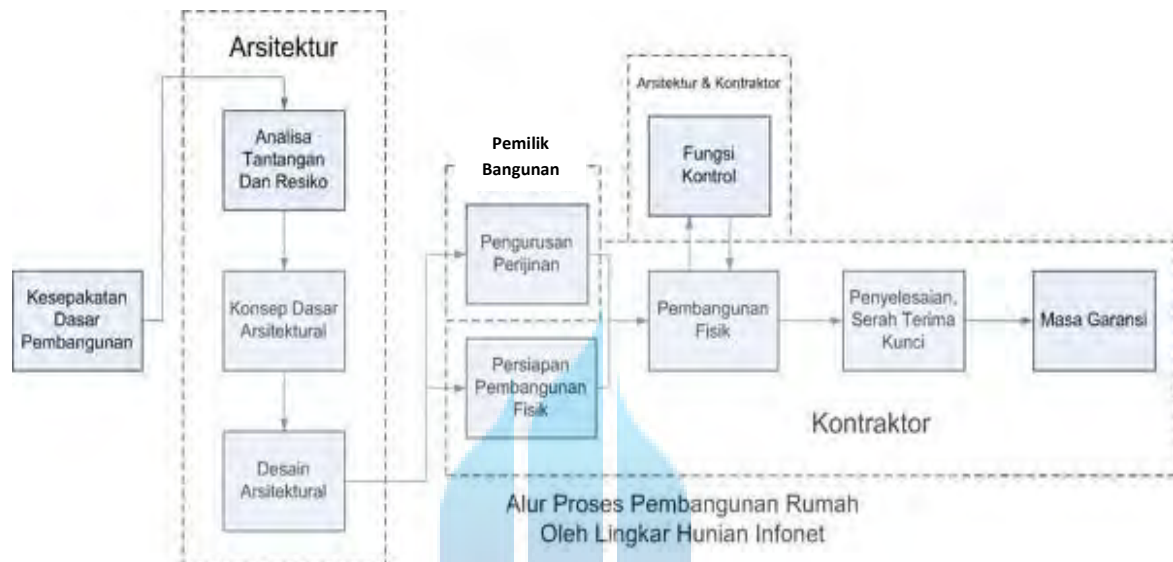 Arsitektur
Analisa
Tantangan
Dan Resiko
Kesepakatan
Dasar
Pembangunan
Konsep Dasar
Arsitektural
Desain
Arsitektural
Pemilik
Bangunan
Pengurusan
Perijinan
Persiapan
Pembangunan
Fisik
Arsitektur & Kontraktor
Fungsi
Kontrol
Pembangunan
Fisik
Penyelesaian,
Serah Terima
Kunci
Masa Garansi
Kontraktor
Alur Proses Pembangunan Rumah
Oleh Lingkar Hunian Infonet